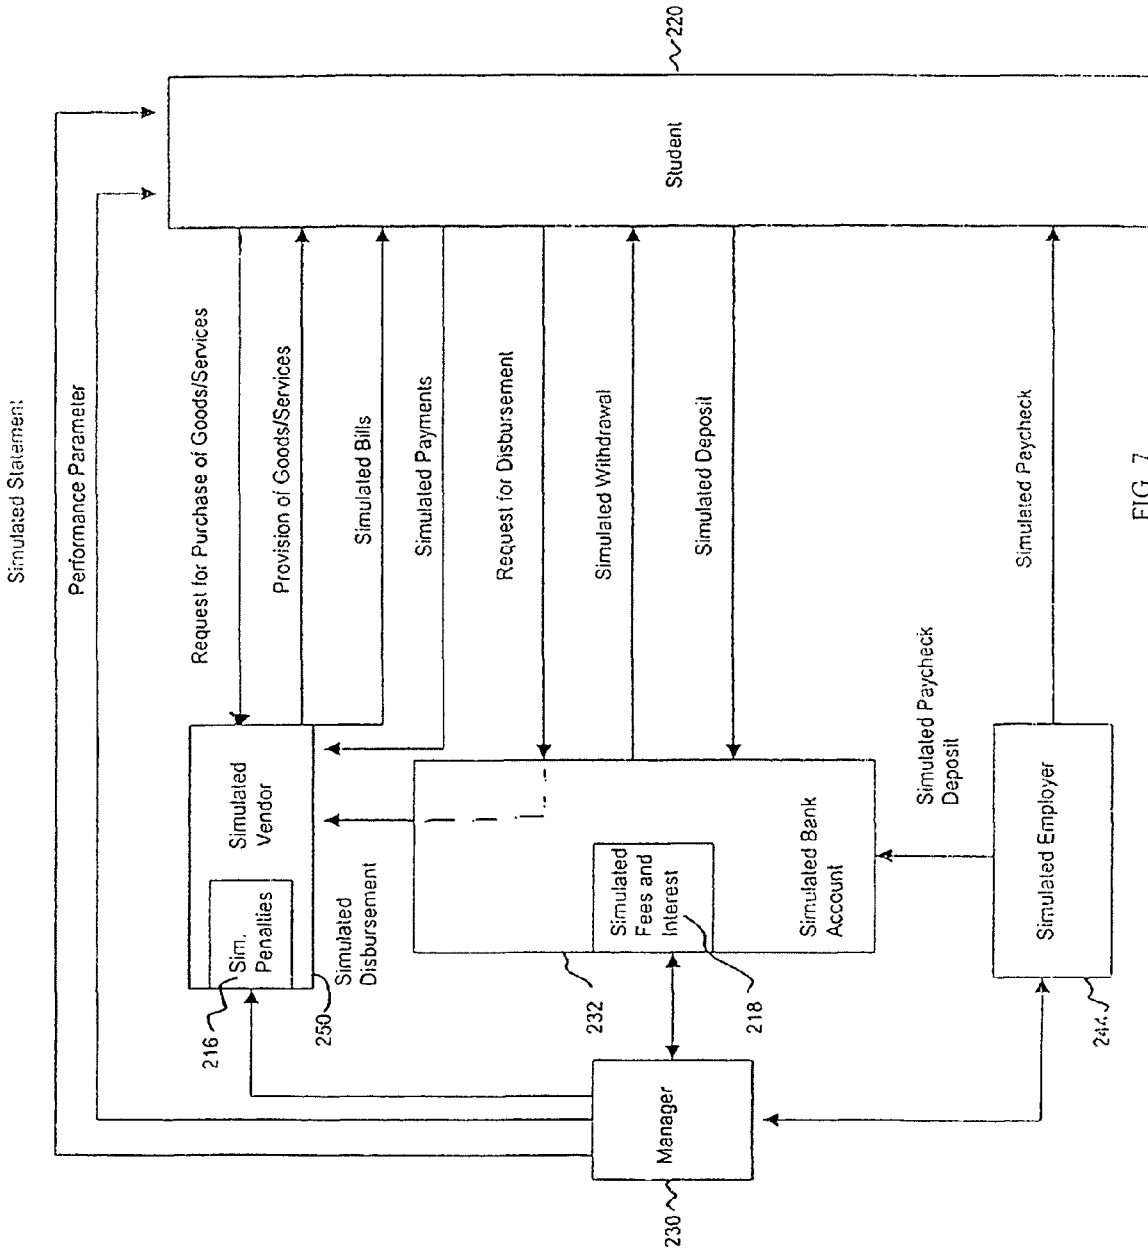 Simulated Statement
Performance Parameter
Request for Purchase of Goods/Services
Provision of Goods/Services
Simulated Bills
Simulated Payments
Request for Disbursement
Simulated Withdrawal
Simulated Deposit
Simulated Paycheck
Student
220
Simulated
Vendor
Sim.
Penalties
216
250
Simulated
Disbursement
Simulated
Fees and
Interest
Simulated Bank
Account
232
218
Simulated Paycheck
Deposit
Simulated Employer
244
Manager
230
FIG. 7